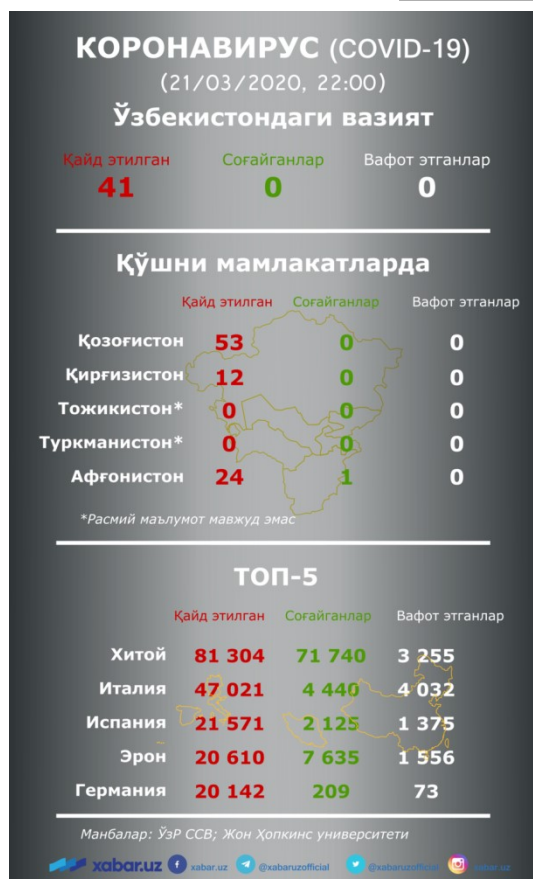 КОРОНАВИРУС (COVID-19)
(21/03/2020, 22:00)
Ўзбекистондаги вазият
Қайд этилган Соғайганлар Вафот этганлар
41 0 0
Қўшни мамлакатларда
Қайд этилган Соғайганлар Вафот этганлар
Қозоғистон 53 0 0
Қирғизистон 12 0 0
Тожикистон* 0 0 0
Туркманистон* 0 0 0
Афғонистон 24 1 0
*Расмий маълумот мавжуд эмас
ТОП-5
Қайд этилган Соғайганлар Вафот этганлар
Хитой 81 304 71 740 3 255
Италия 47 021 4 440 4 032
Испания 21 571 2 125 1 375
Эрон 20 610 7 635 1 556
Германия 20 142 209 73
Манбалар: ЎзР ССВ; Жон Ҳопкинс университети
xabar.uz xabar.uz @xabaruzofficial @xabaruzofficial xabar.uz